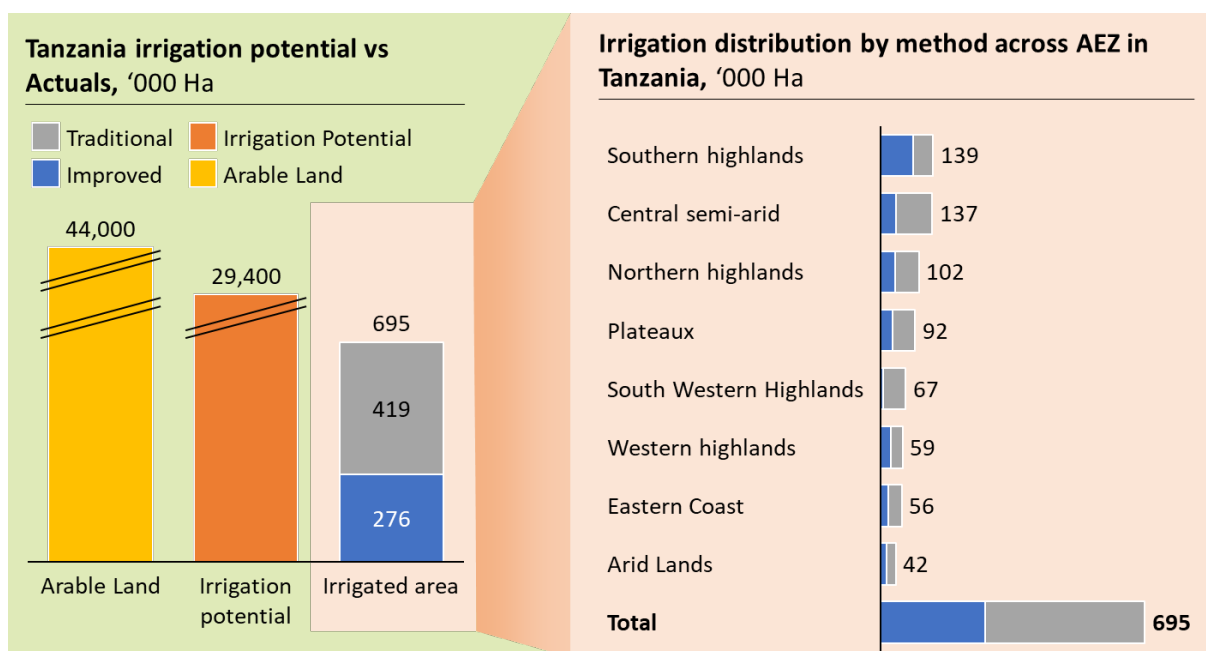 Tanzania irrigation potential vs
Actuals, ‘000 Ha
Traditional
Irrigation Potential
Improved
Arable Land
44,000
29,400
695
419
276
Arable Land
Irrigation
potential
Irrigated area
Irrigation distribution by method across AEZ in
Tanzania, ‘000 Ha
Southern highlands 139
Central semi-arid 137
Northern highlands 102
Plateaux 92
South Western Highlands 67
Western highlands 59
Eastern Coast 56
Arid Lands 42
Total 695